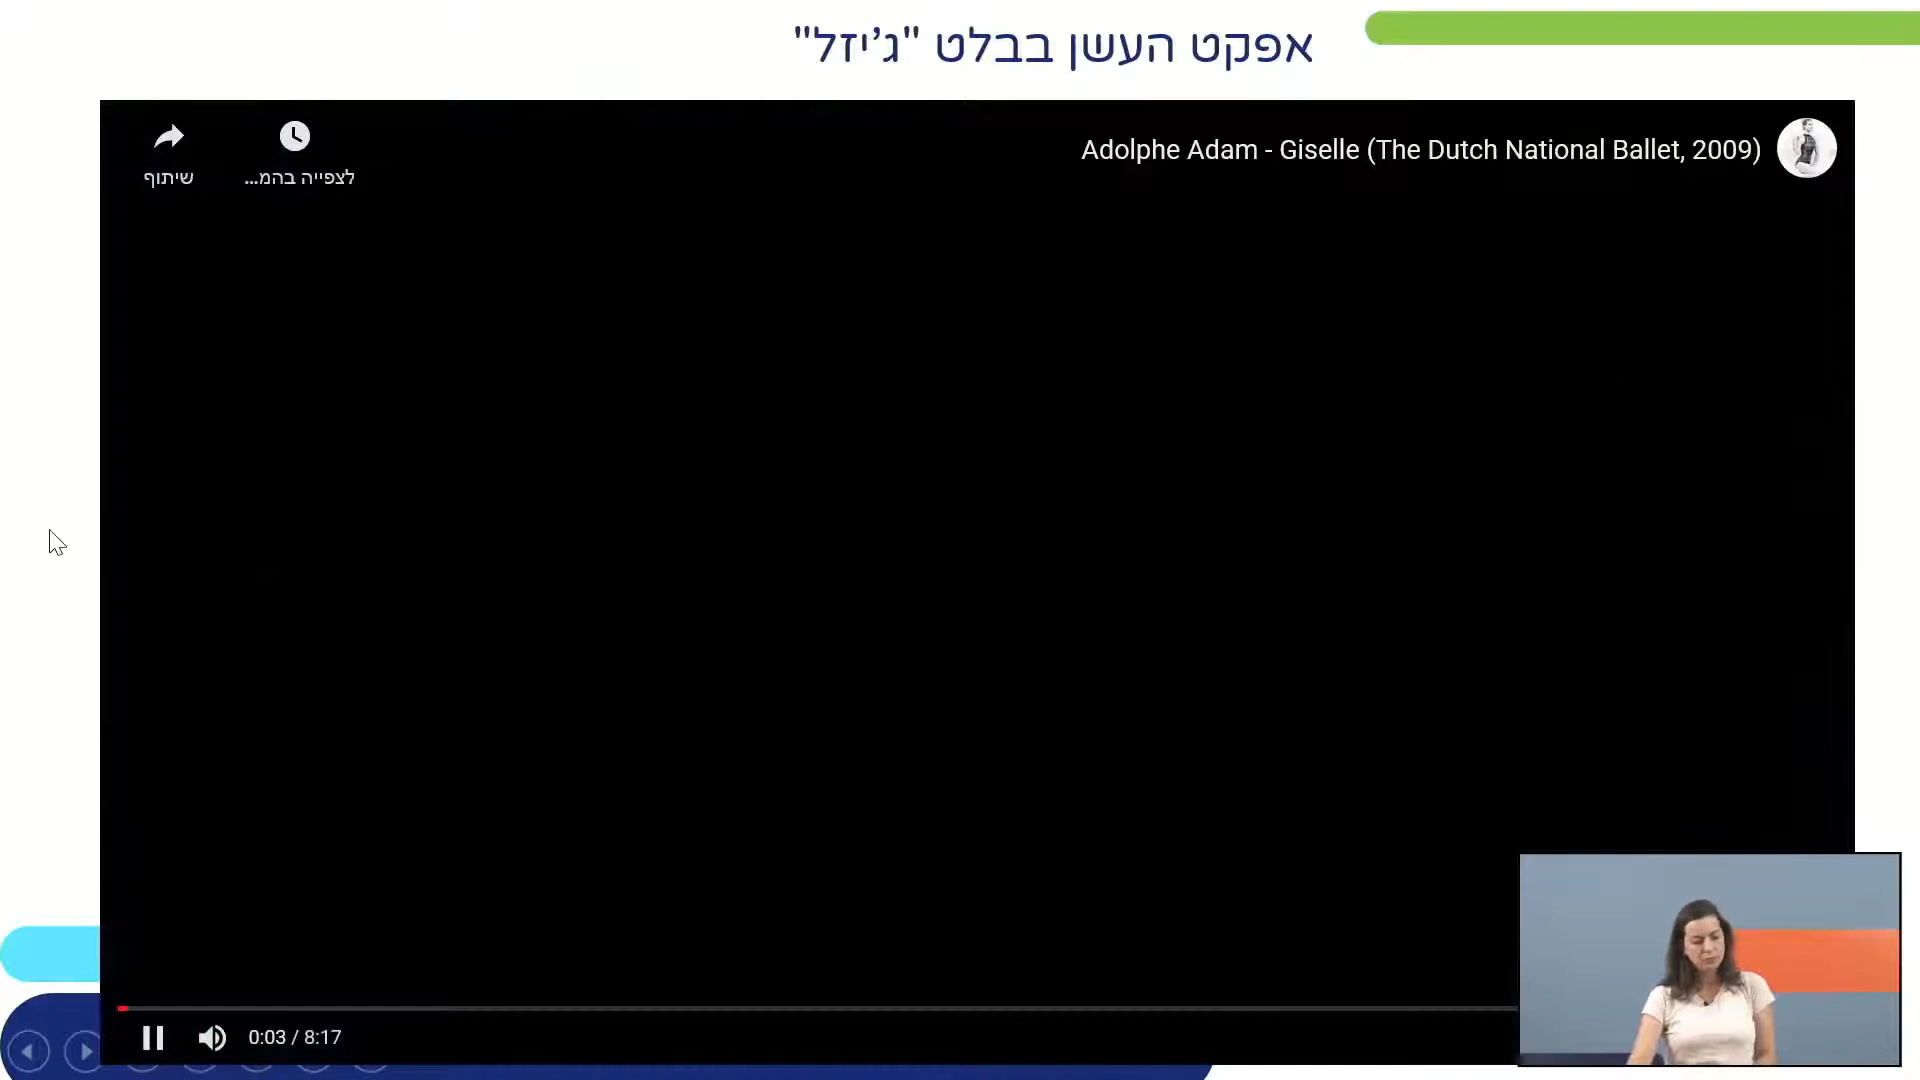 אפקט העשן בבלט "ג'יזל"
Adolphe Adam - Giselle (The Dutch National Ballet, 2009)
לצפייה בהמ...
שיתוף
0:03 / 8:17